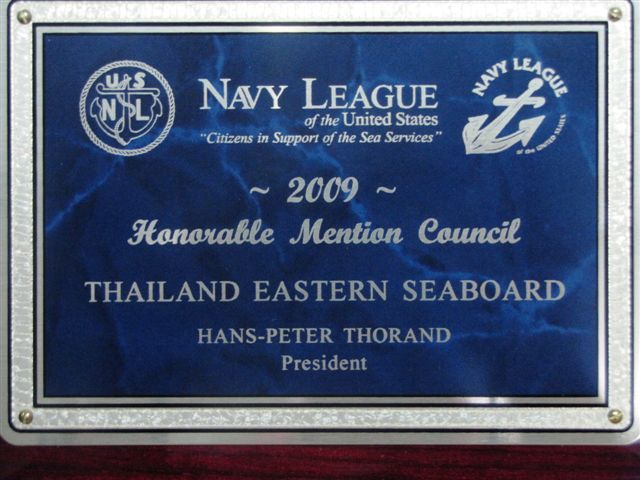 U S
N L
NAVY LEAGUE
of the United States
"Citizens in Support of the Sea Services"
NAVY LEAGUE
of the UNITED STATES
~ 2009 ~
Honorable Mention Council
THAILAND EASTERN SEABOARD
HANS-PETER THORAND
President